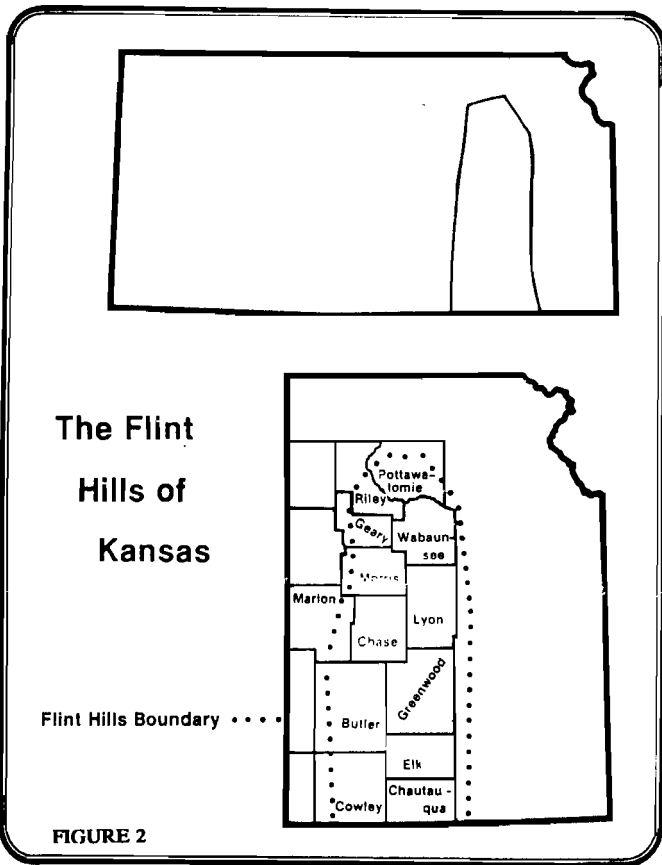 The Flint
Hills of
Kansas
Pottawa-
tomie
Riley
Geary
Wabaun-
see
Morris
Marion
Lyon
Chase
Greenwood
Flint Hills Boundary
Butler
Elk
Chautau-
qua
Cowley
FIGURE 2